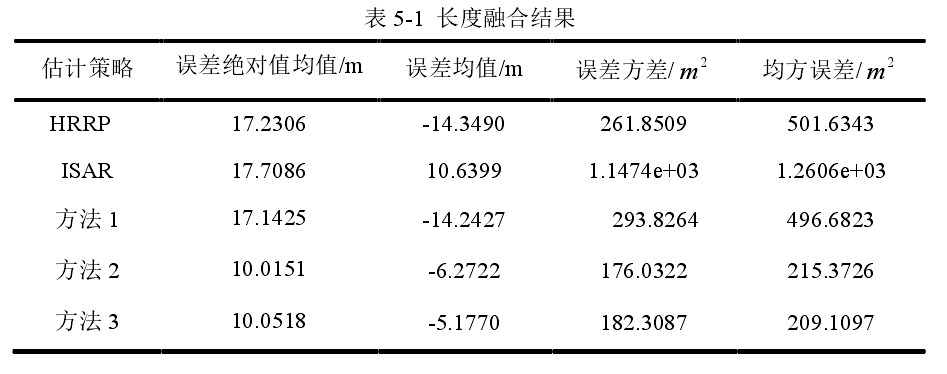 表 5-1 长度融合结果
估计策略 误差绝对值均值/m 误差均值/m 误差方差/ m² 均方误差/ m²
HRRP 17.2306 -14.3490 261.8509 501.6343
ISAR 17.7086 10.6399 1.1474e+03 1.2606e+03
方法 1 17.1425 -14.2427 293.8264 496.6823
方法 2 10.0151 -6.2722 176.0322 215.3726
方法 3 10.0518 -5.1770 182.3087 209.1097